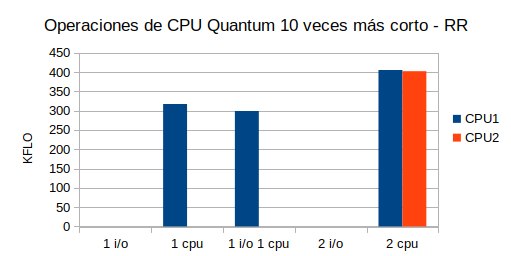 Operaciones de CPU Quantum 10 veces más corto - RR
KFLO
450
400
350
300
250
200
150
100
50
0
1 i/o 1 cpu 1 i/o 1 cpu 2 i/o 2 cpu
CPU1
CPU2